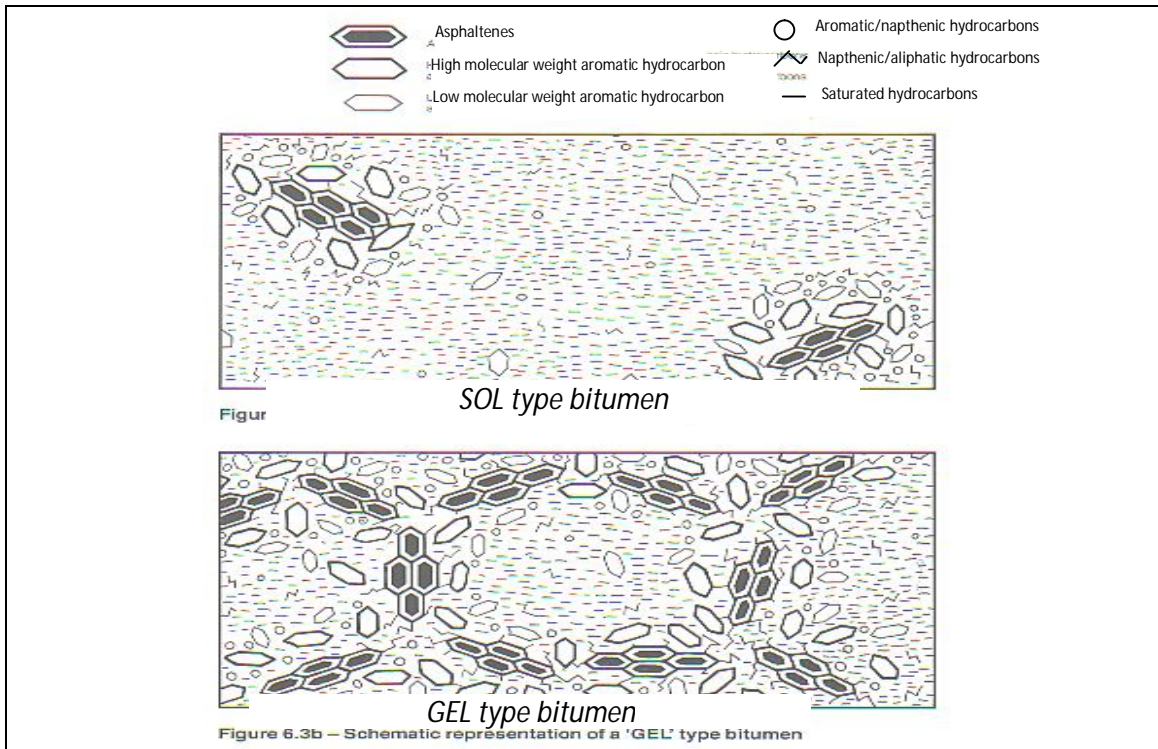 Asphaltenes
High molecular weight aromatic hydrocarbon
Low molecular weight aromatic hydrocarbon
Aromatic/napthenic hydrocarbons
Napthenic/aliphatic hydrocarbons
Saturated hydrocarbons
SOL type bitumen
Figur
GEL type bitumen
Figure 6.3b – Schematic representation of a 'GEL' type bitumen